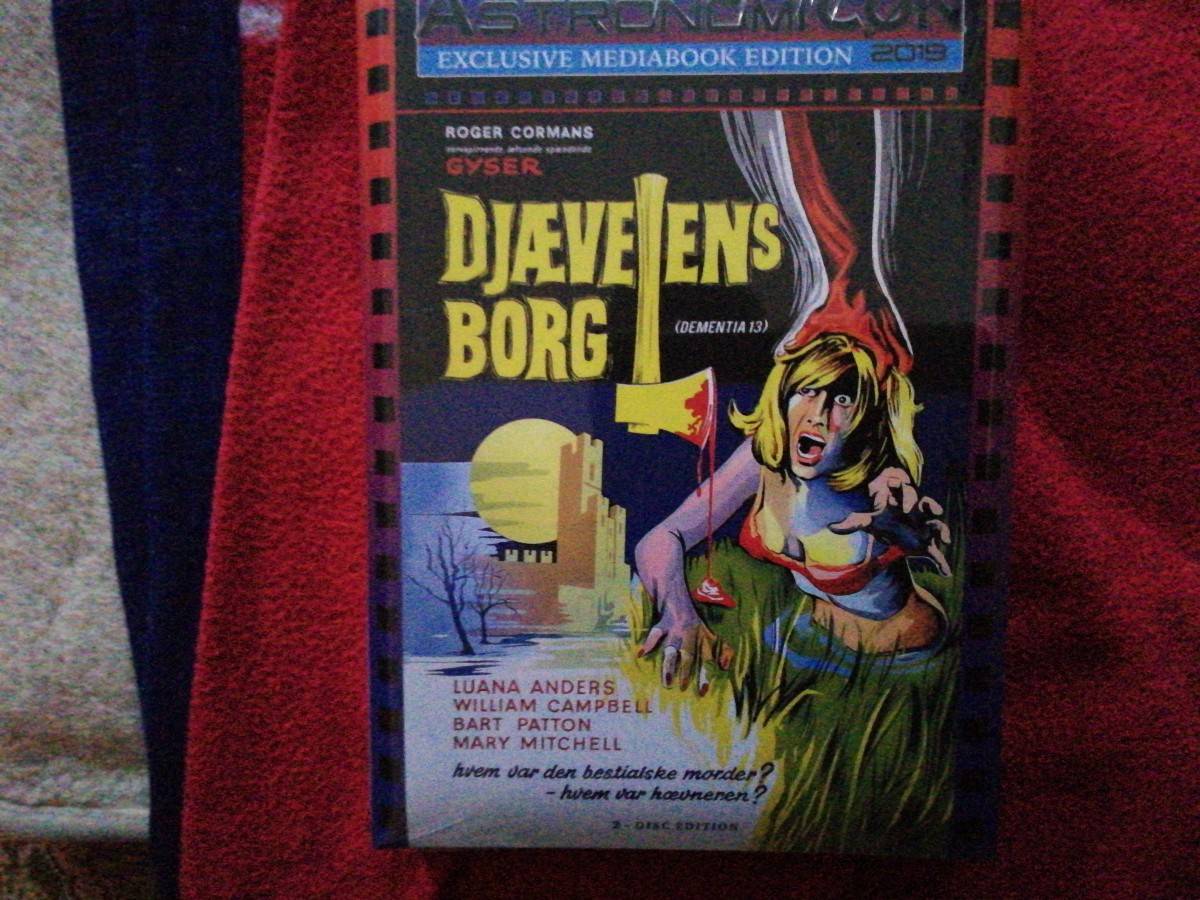 ASTRONOMICON
EXCLUSIVE MEDIABOOK EDITION 2019
ROGER CORMANS
GYSER
DJÆVELENS
BORG
(DEMENTIA 13)
LUANA ANDERS
WILLIAM CAMPBELL
BART PATTON
MARY MITCHELL
hvem var den bestialske morder?
- hvem var hævneren?
2 - DISC EDITION